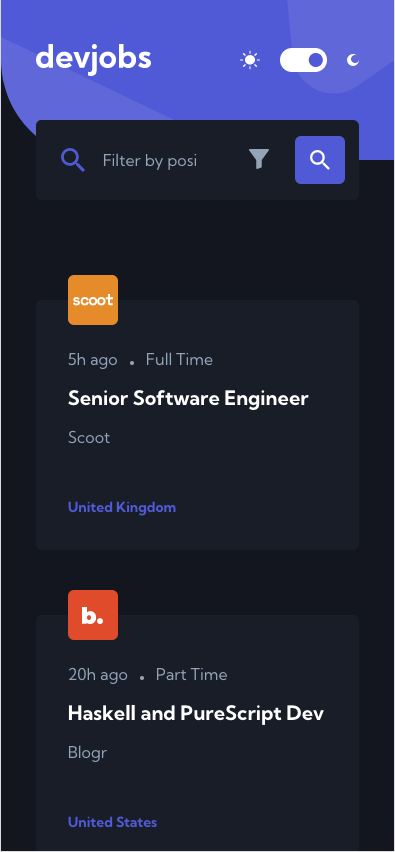 devjobs
Filter by posi
scoot
5h ago . Full Time
Senior Software Engineer
Scoot
United Kingdom
b.
20h ago . Part Time
Haskell and PureScript Dev
Blogr
United States